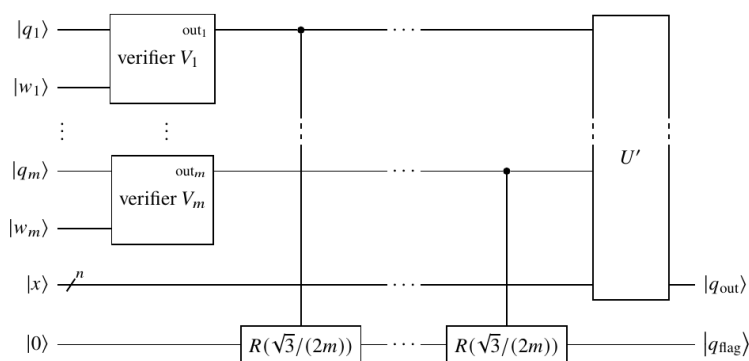 |q₁⟩ out₁ ⋯
verifier V₁
|w₁⟩
⋮ ⋮
|qₘ⟩ outₘ ⋯ U′
verifier Vₘ
|wₘ⟩
|x⟩ n ⋯ |q_out⟩
|0⟩ R(√3/(2m)) ⋯ R(√3/(2m)) |q_flag⟩